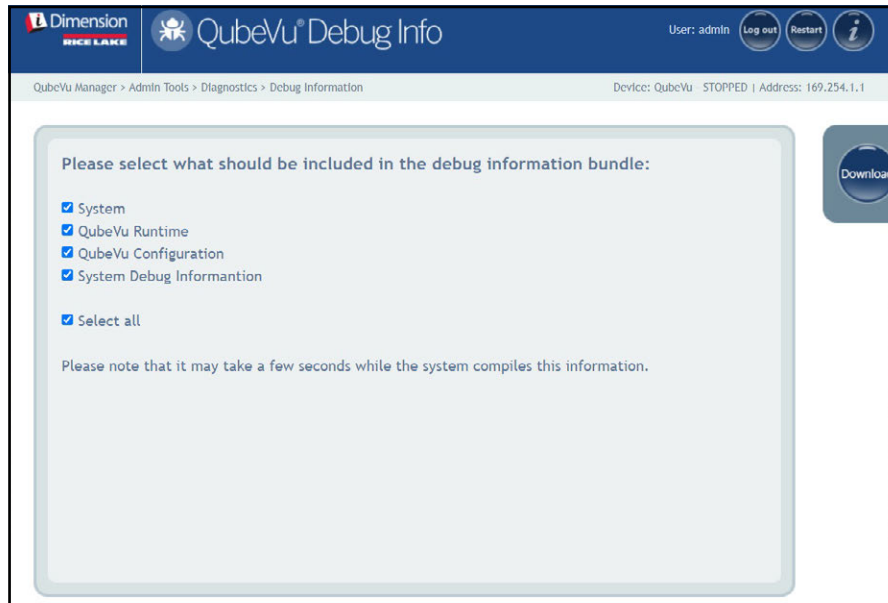 iDimension
RICE LAKE
QubeVu® Debug Info
User: admin
Log out
Restart
i
QubeVu Manager > Admin Tools > Diagnostics > Debug Information
Device: QubeVu - STOPPED | Address: 169.254.1.1
Please select what should be included in the debug information bundle:
Download
System
QubeVu Runtime
QubeVu Configuration
System Debug Informantion
Select all
Please note that it may take a few seconds while the system compiles this information.